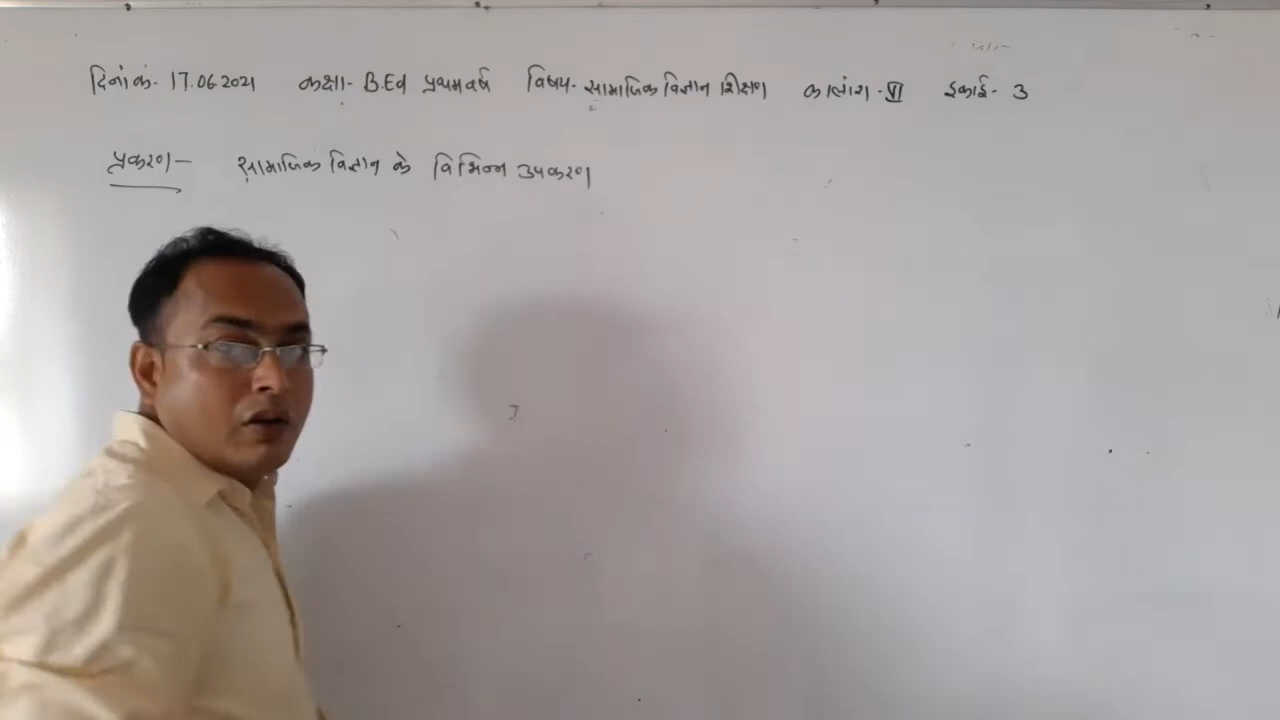 दिनांक- 17.06.2021 कक्षा- B.Ed प्रथम वर्ष विषय- सामाजिक विज्ञान शिक्षण कालांश - VI इकाई - 3
प्रकरण- सामाजिक विज्ञान के विभिन्न उपकरण